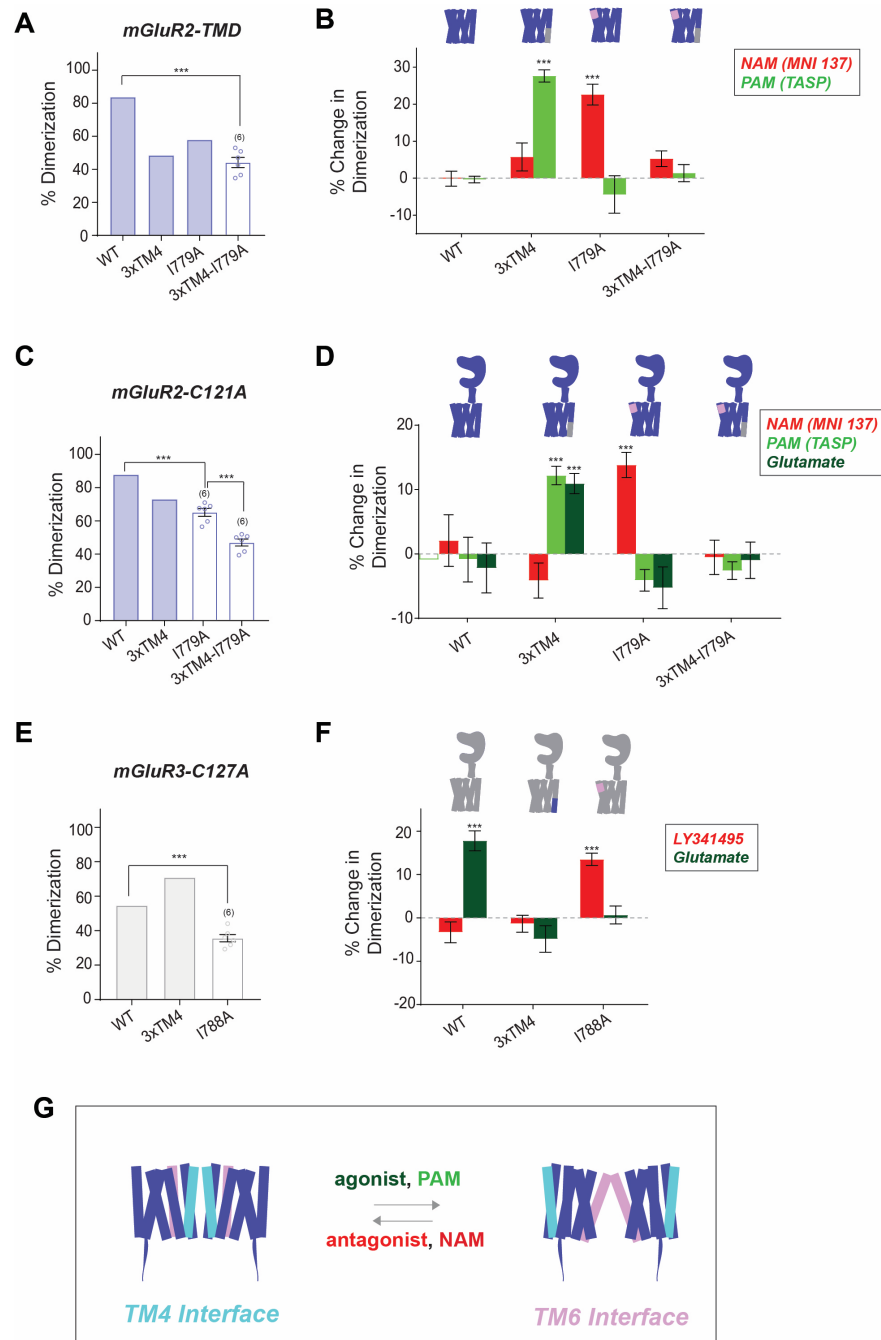 A
mGluR2-TMD
% Dimerization
100
80
60
40
20
0
***
(6)
WT
3xTM4
I779A
3xTM4-I779A
B
% Change in
Dimerization
30
20
10
0
-10
***
***
WT
3xTM4
I779A
3xTM4-I779A
NAM (MNI 137)
PAM (TASP)
C
mGluR2-C121A
% Dimerization
100
80
60
40
20
0
***
***
(6)
(6)
WT
3xTM4
I779A
3xTM4-I779A
D
% Change in
Dimerization
20
10
0
-10
***
***
***
WT
3xTM4
I779A
3xTM4-I779A
NAM (MNI 137)
PAM (TASP)
Glutamate
E
mGluR3-C127A
% Dimerization
100
80
60
40
20
0
***
(6)
WT
3xTM4
I788A
F
% Change in
Dimerization
20
10
0
-20
***
***
WT
3xTM4
I788A
LY341495
Glutamate
G
agonist, PAM
antagonist, NAM
TM4 Interface
TM6 Interface